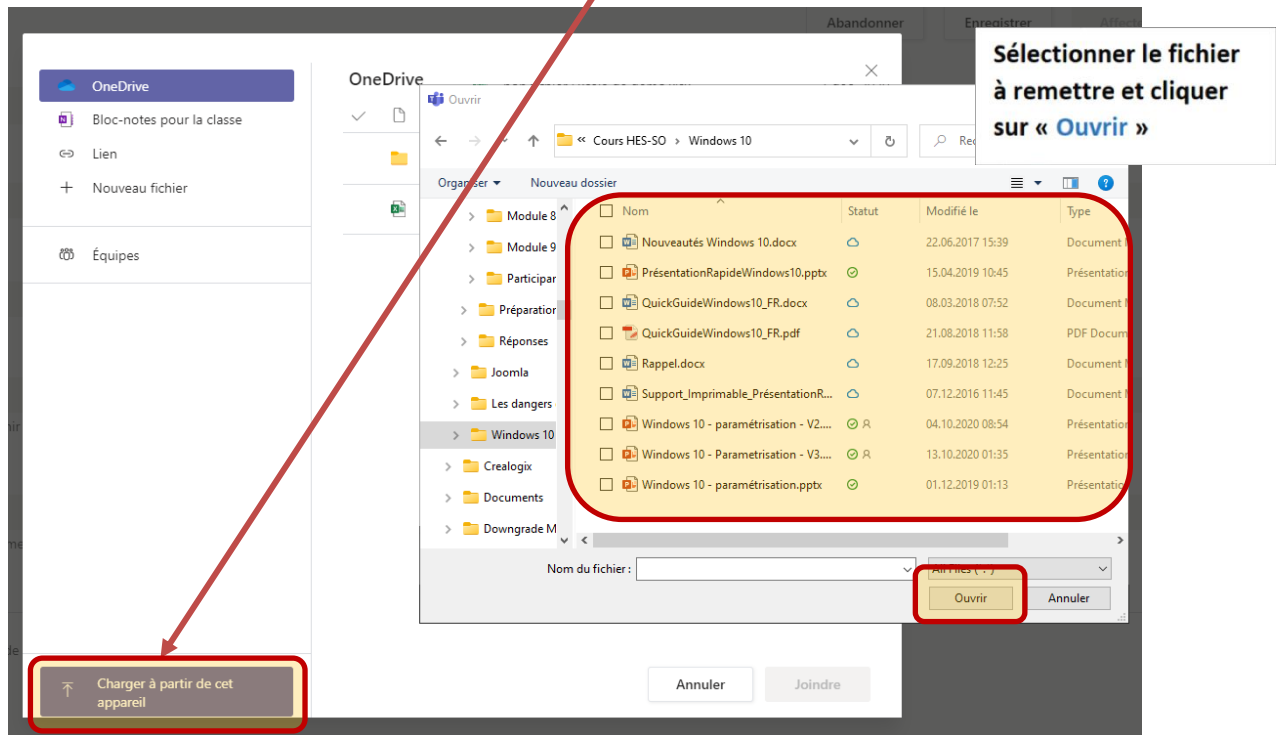 Abandonner
Enregistrer
Sélectionner le fichier
à remettre et cliquer
sur « Ouvrir »
OneDrive
Bloc-notes pour la classe
Lien
Nouveau fichier
Équipes
Charger à partir de cet
appareil
OneDrive
Ouvrir
« Cours HES-SO > Windows 10
Organiser
Nouveau dossier
Module 8
Module 9
Participar
Préparation
Réponses
Joomla
Les dangers
Windows 10
Crealogix
Documents
Downgrade M
Nom Statut Modifié le Type
Nouveautés Windows 10.docx 22.06.2017 15:39 Document
PrésentationRapideWindows10.pptx 15.04.2019 10:45 Présentation
QuickGuideWindows10_FR.docx 08.03.2018 07:52 Document
QuickGuideWindows10_FR.pdf 21.08.2018 11:58 PDF Docum
Rappel.docx 17.09.2018 12:25 Document
Support_Imprimable_PrésentationR... 07.12.2016 11:45 Document
Windows 10 - paramétrisation - V2.... 04.10.2020 08:54 Présentation
Windows 10 - Parametrisation - V3.... 13.10.2020 01:35 Présentation
Windows 10 - paramétrisation.pptx 01.12.2019 01:13 Présentation
Nom du fichier :
Ouvrir
Annuler
Annuler
Joindre